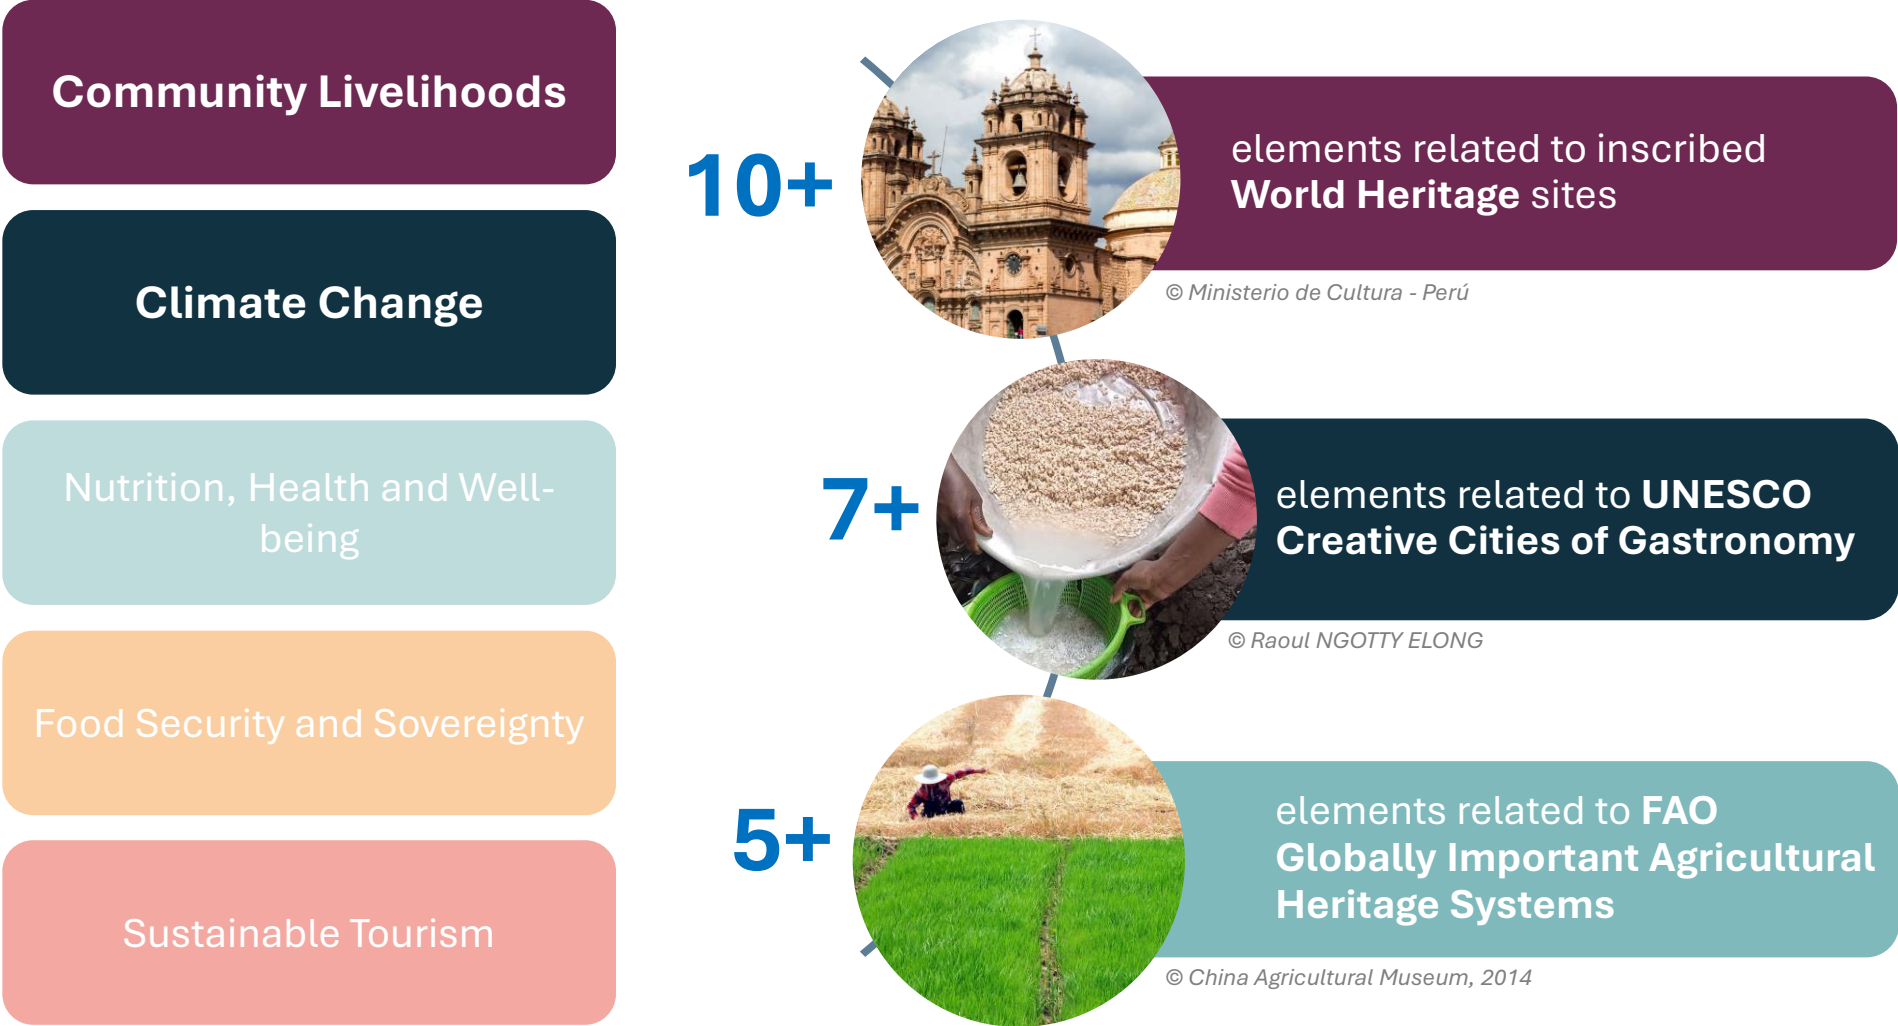 Community Livelihoods
Climate Change
Nutrition, Health and Well-
being
Food Security and Sovereignty
Sustainable Tourism
10+
elements related to inscribed
World Heritage sites
© Ministerio de Cultura - Perú
7+
elements related to UNESCO
Creative Cities of Gastronomy
© Raoul NGOTTY ELONG
5+
elements related to FAO
Globally Important Agricultural
Heritage Systems
© China Agricultural Museum, 2014